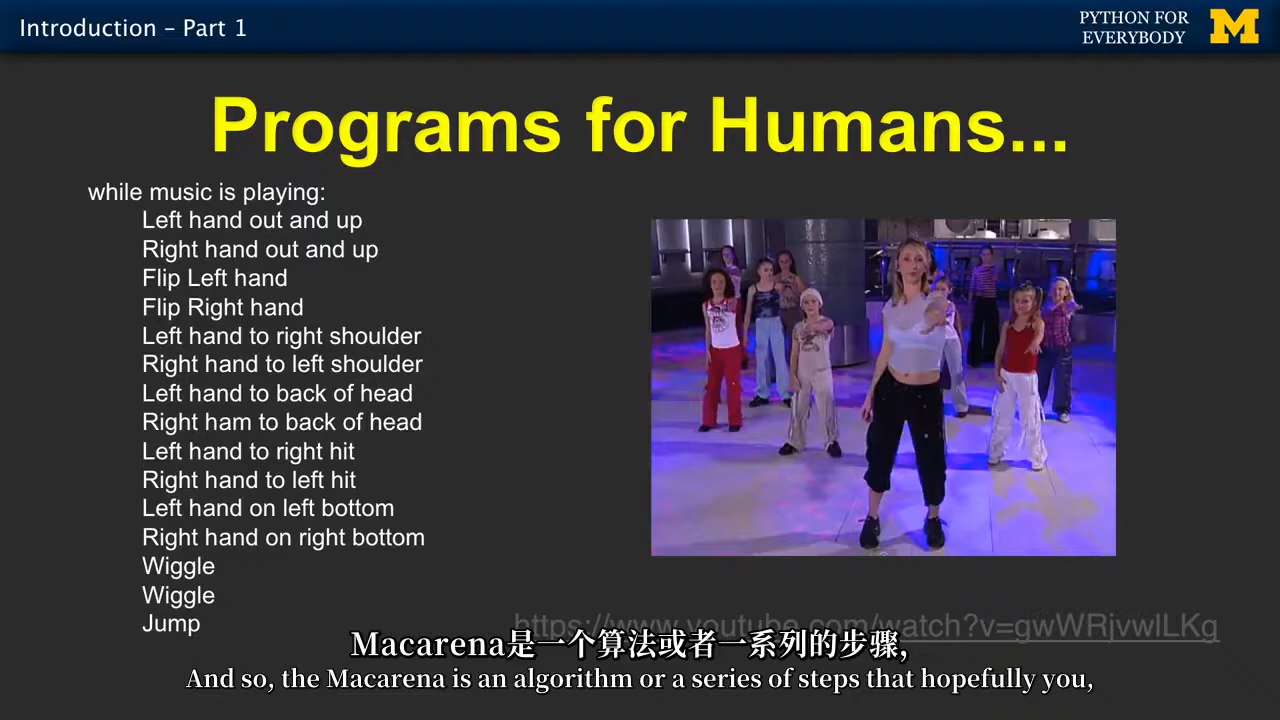 Introduction – Part 1
PYTHON FOR
EVERYBODY
M
Programs for Humans...
while music is playing:
Left hand out and up
Right hand out and up
Flip Left hand
Flip Right hand
Left hand to right shoulder
Right hand to left shoulder
Left hand to back of head
Right ham to back of head
Left hand to right hit
Right hand to left hit
Left hand on left bottom
Right hand on right bottom
Wiggle
Wiggle
Jump
https://www.youtube.com/watch?v=gwWRjvwlLKg
Macarena是一个算法或者一系列的步骤,
And so, the Macarena is an algorithm or a series of steps that hopefully you,